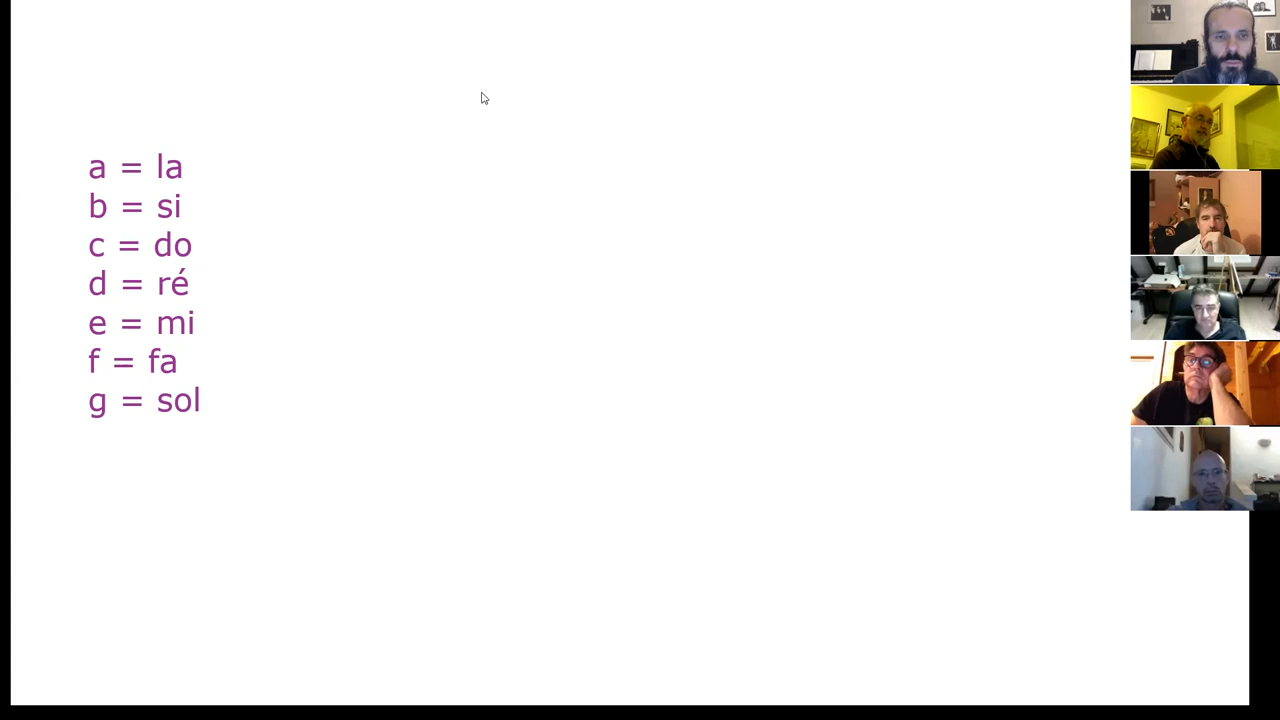 a = la
b = si
c = do
d = ré
e = mi
f = fa
g = sol